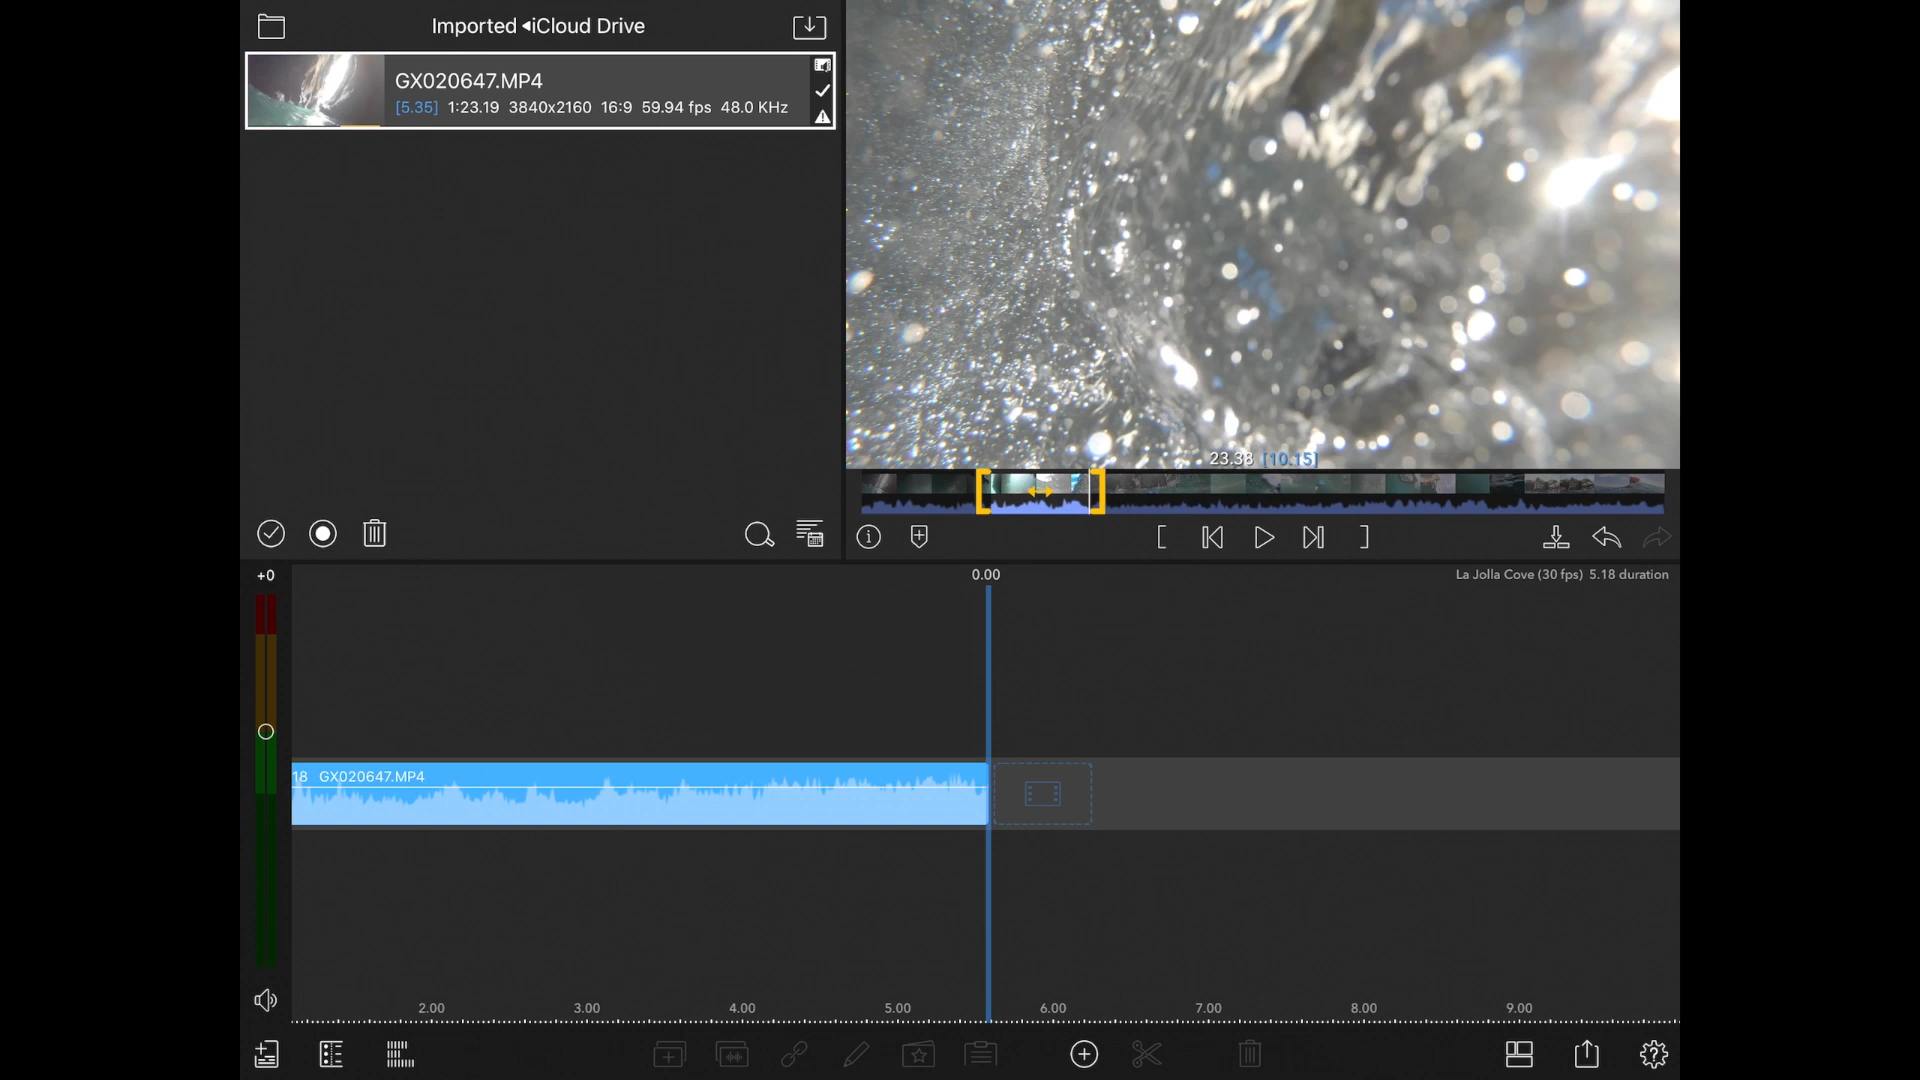 Imported ◂iCloud Drive
GX020647.MP4
[5.35] 1:23.19 3840x2160 16:9 59.94 fps 48.0 KHz
23.38 [10.15]
+0
0.00
La Jolla Cove (30 fps) 5.18 duration
18 GX020647.MP4
2.00 3.00 4.00 5.00 6.00 7.00 8.00 9.00